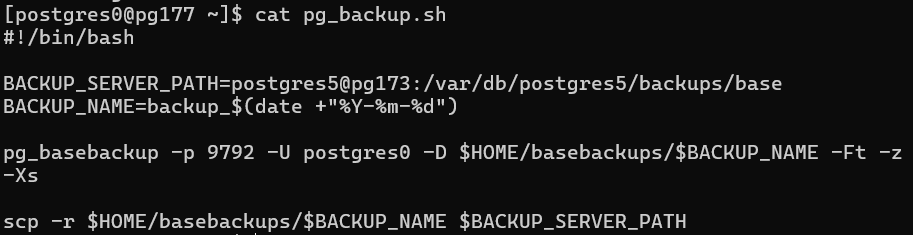 [postgres0@pg177 ~]$ cat pg_backup.sh
#!/bin/bash
BACKUP_SERVER_PATH=postgres5@pg173:/var/db/postgres5/backups/base
BACKUP_NAME=backup_$(date +"%Y-%m-%d")
pg_basebackup -p 9792 -U postgres0 -D $HOME/basebackups/$BACKUP_NAME -Ft -z
-Xs
scp -r $HOME/basebackups/$BACKUP_NAME $BACKUP_SERVER_PATH